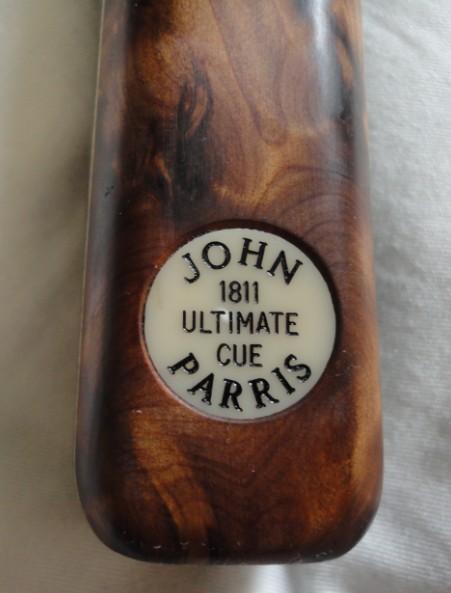 JOHN
1811
ULTIMATE
CUE
PARRIS